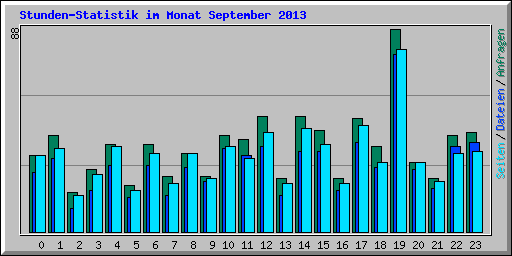 Stunden-Statistik im Monat September 2013
88
Seiten / Dateien / Anfragen
0 1 2 3 4 5 6 7 8 9 10 11 12 13 14 15 16 17 18 19 20 21 22 23